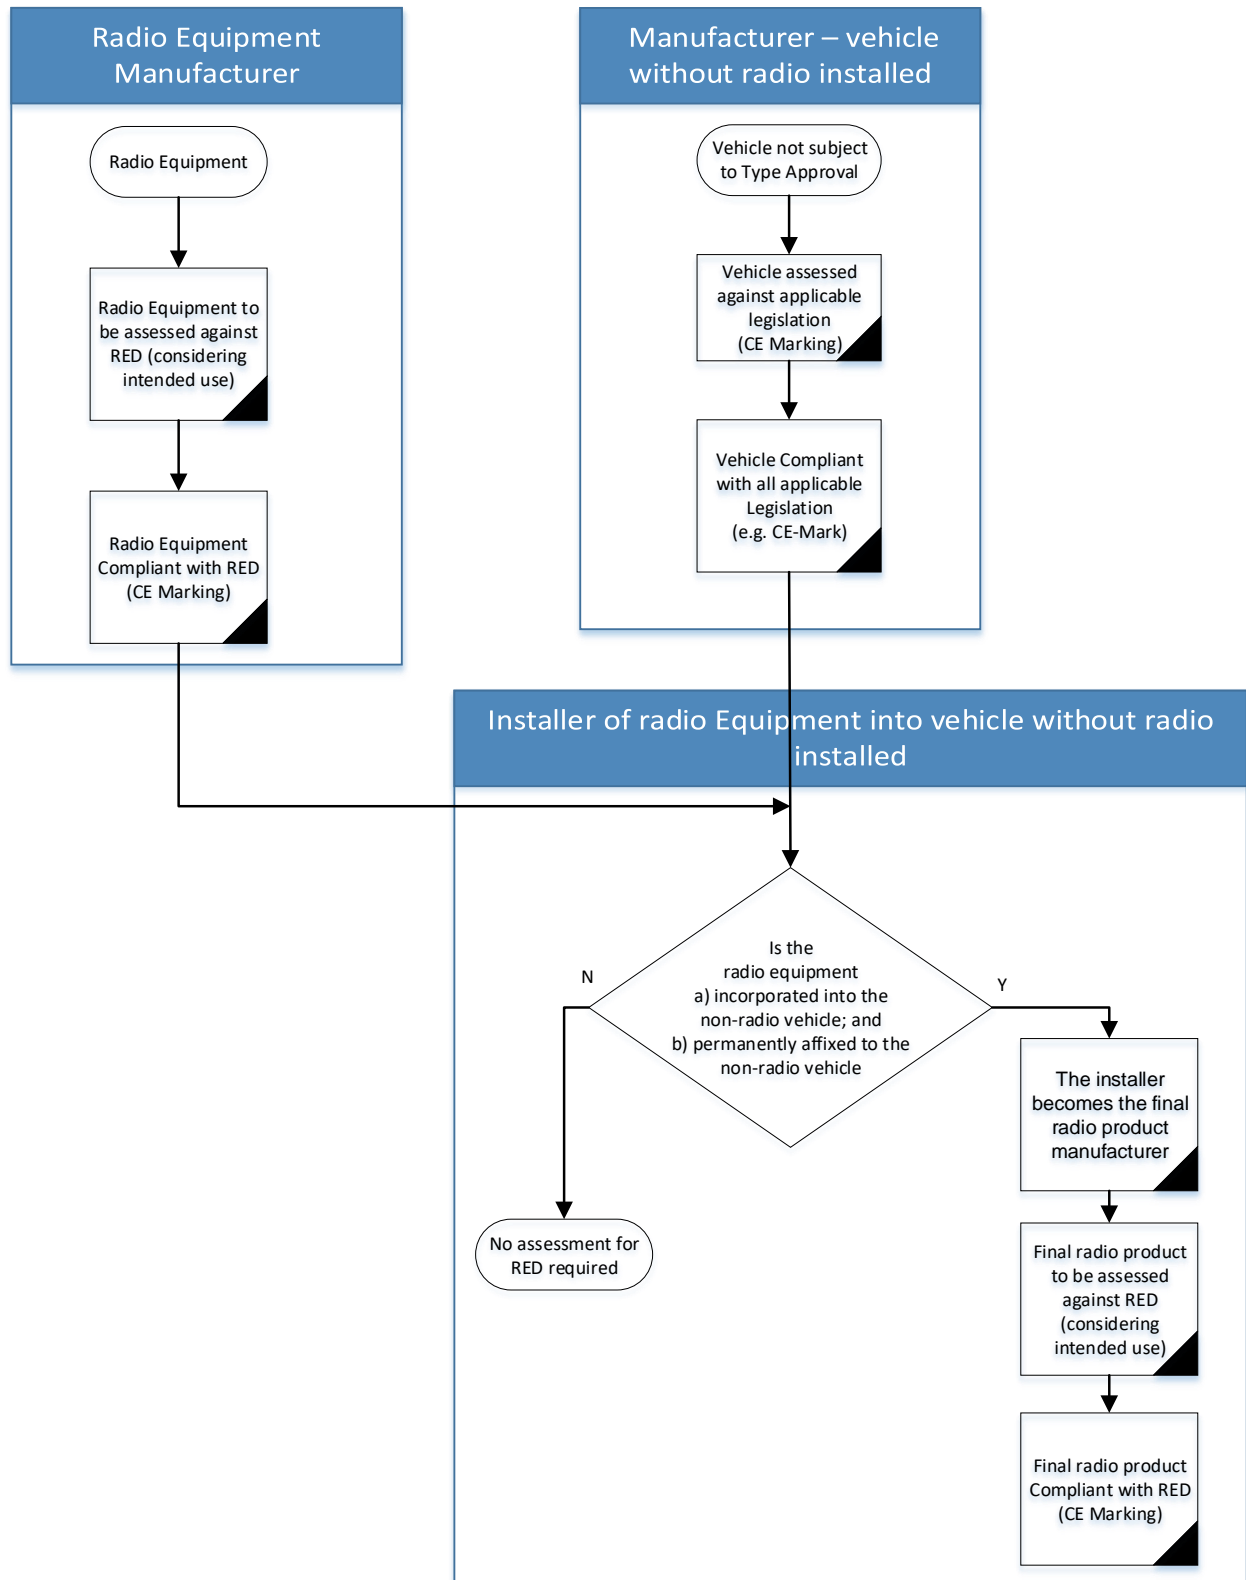 Radio Equipment
Manufacturer
Radio Equipment
Radio Equipment to
be assessed against
RED (considering
intended use)
Radio Equipment
Compliant with RED
(CE Marking)
Manufacturer – vehicle
without radio installed
Vehicle not subject
to Type Approval
Vehicle assessed
against applicable
legislation
(CE Marking)
Vehicle Compliant
with all applicable
Legislation
(e.g. CE-Mark)
Installer of radio Equipment into vehicle without radio
installed
Is the
radio equipment
a) incorporated into the
non-radio vehicle; and
b) permanently affixed to the
non-radio vehicle
N
Y
No assessment for
RED required
The installer
becomes the final
radio product
manufacturer
Final radio product
to be assessed
against RED
(considering
intended use)
Final radio product
Compliant with RED
(CE Marking)